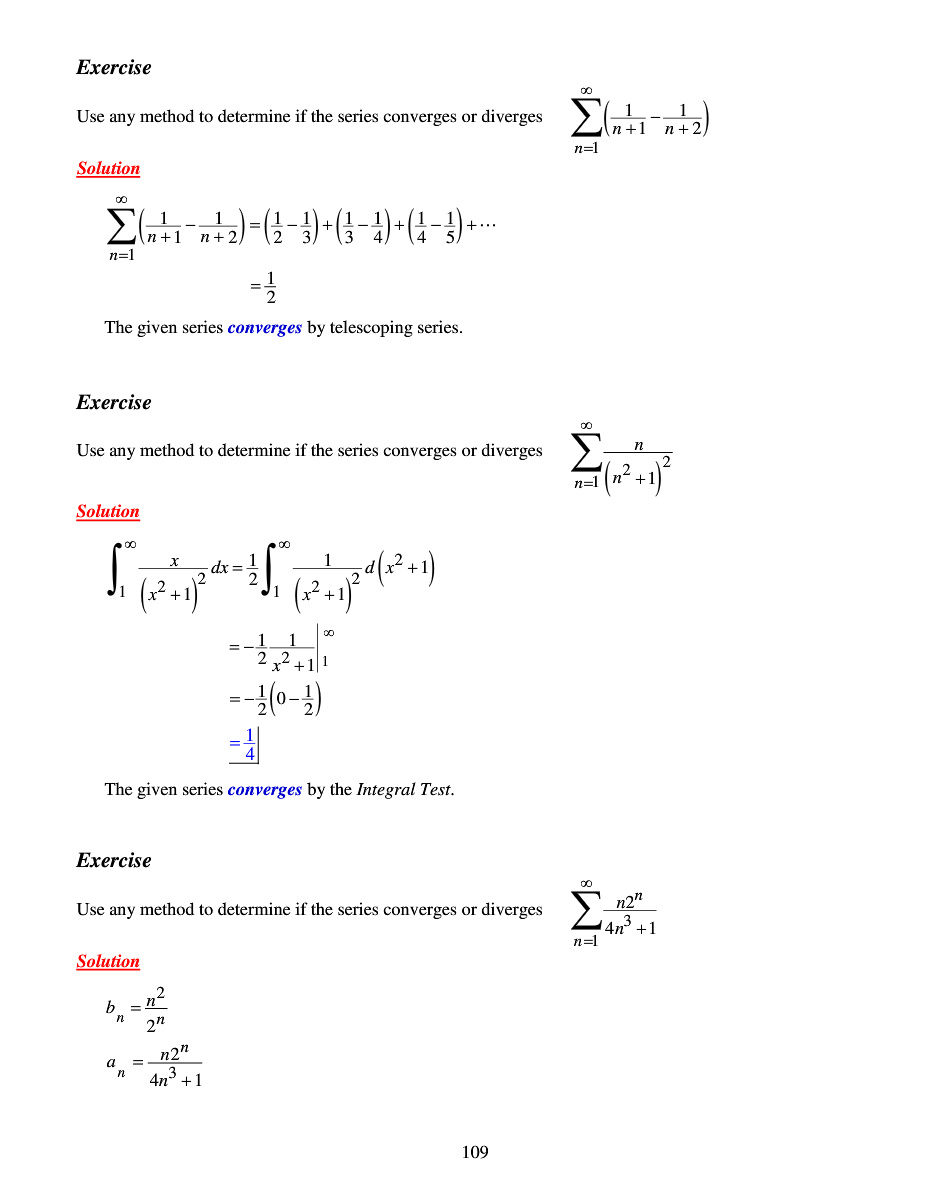 Exercise
Use any method to determine if the series converges or diverges \sum_{n=1}^{\infty} \left( \frac{1}{n+1} - \frac{1}{n+2} \right)
Solution
\sum_{n=1}^{\infty} \left( \frac{1}{n+1} - \frac{1}{n+2} \right) = \left( \frac{1}{2} - \frac{1}{3} \right) + \left( \frac{1}{3} - \frac{1}{4} \right) + \left( \frac{1}{4} - \frac{1}{5} \right) + \cdots
= \frac{1}{2}
The given series converges by telescoping series.
Exercise
Use any method to determine if the series converges or diverges \sum_{n=1}^{\infty} \frac{n}{\left( n^2 + 1 \right)^2}
Solution
\int_{1}^{\infty} \frac{x}{\left( x^2 + 1 \right)^2} dx = \frac{1}{2} \int_{1}^{\infty} \frac{1}{\left( x^2 + 1 \right)^2} d\left( x^2 + 1 \right)
= -\frac{1}{2} \frac{1}{x^2 + 1} \Big|_{1}^{\infty}
= -\frac{1}{2} \left( 0 - \frac{1}{2} \right)
= \frac{1}{4}
The given series converges by the Integral Test.
Exercise
Use any method to determine if the series converges or diverges \sum_{n=1}^{\infty} \frac{n2^n}{4n^3 + 1}
Solution
b_n = \frac{n^2}{2^n}
a_n = \frac{n2^n}{4n^3 + 1}
109